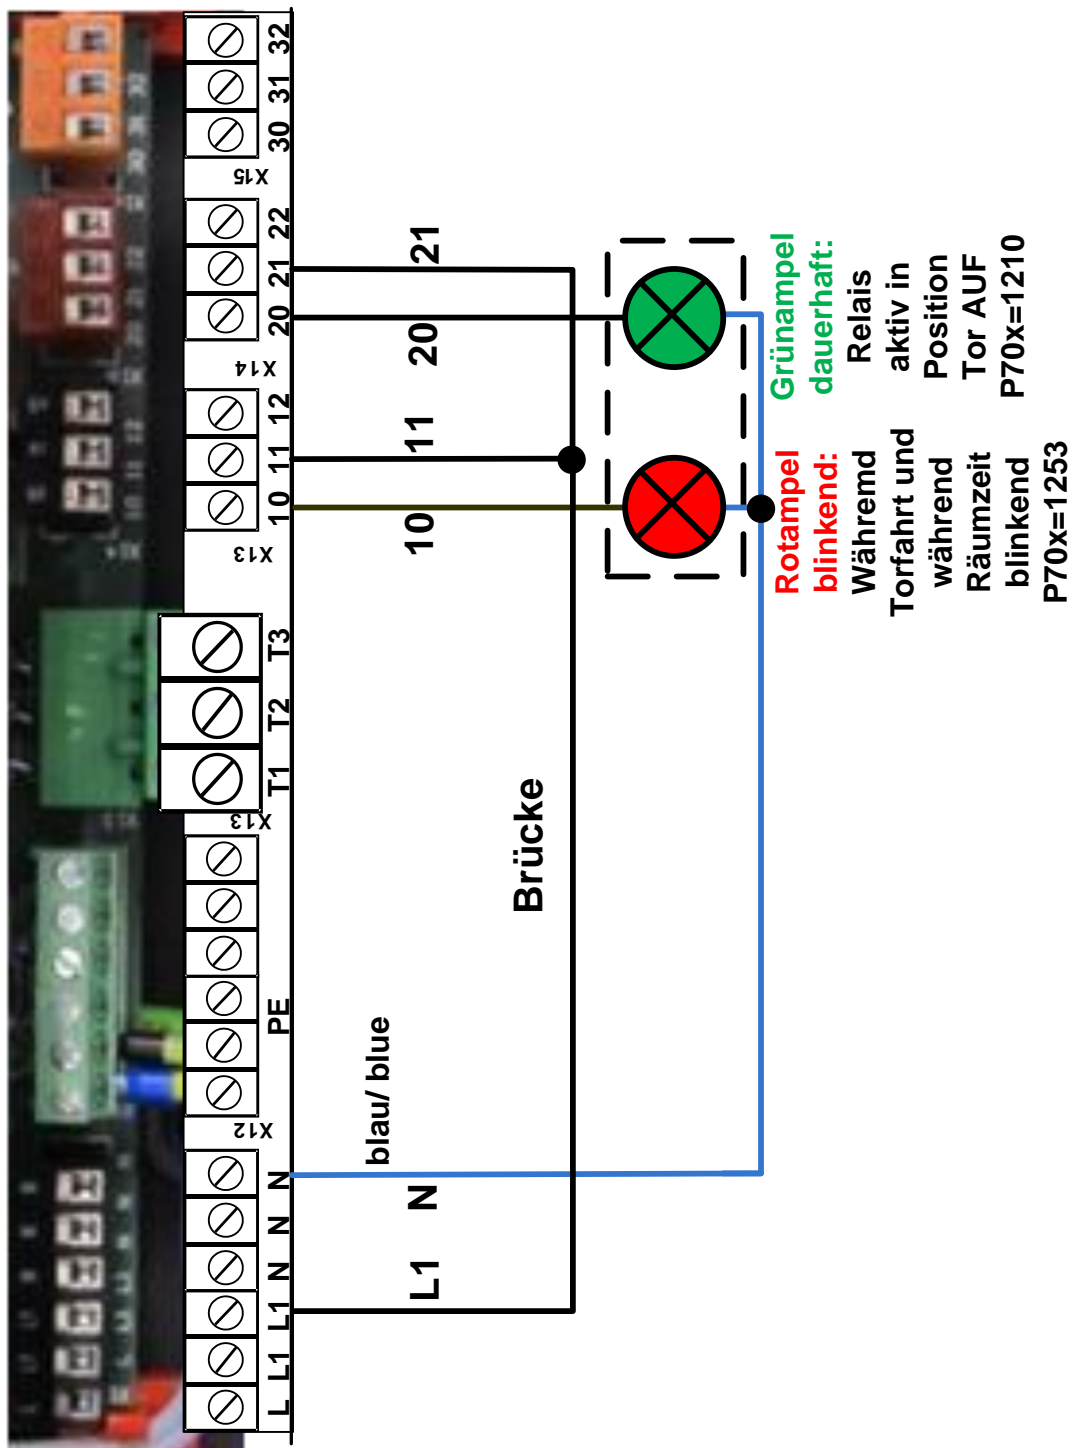 L
L1
L1
N
N
N
X12
PE
X13
T1
T2
T3
X13
10
11
12
X14
20
21
22
X15
30
31
32
L1
N
blau/ blue
10
11
20
21
Brücke
Rotampel
blinkend:
Währemd
Torfahrt und
während
Räumzeit
blinkend
P70x=1253
Grünampel
dauerhaft:
Relais
aktiv in
Position
Tor AUF
P70x=1210